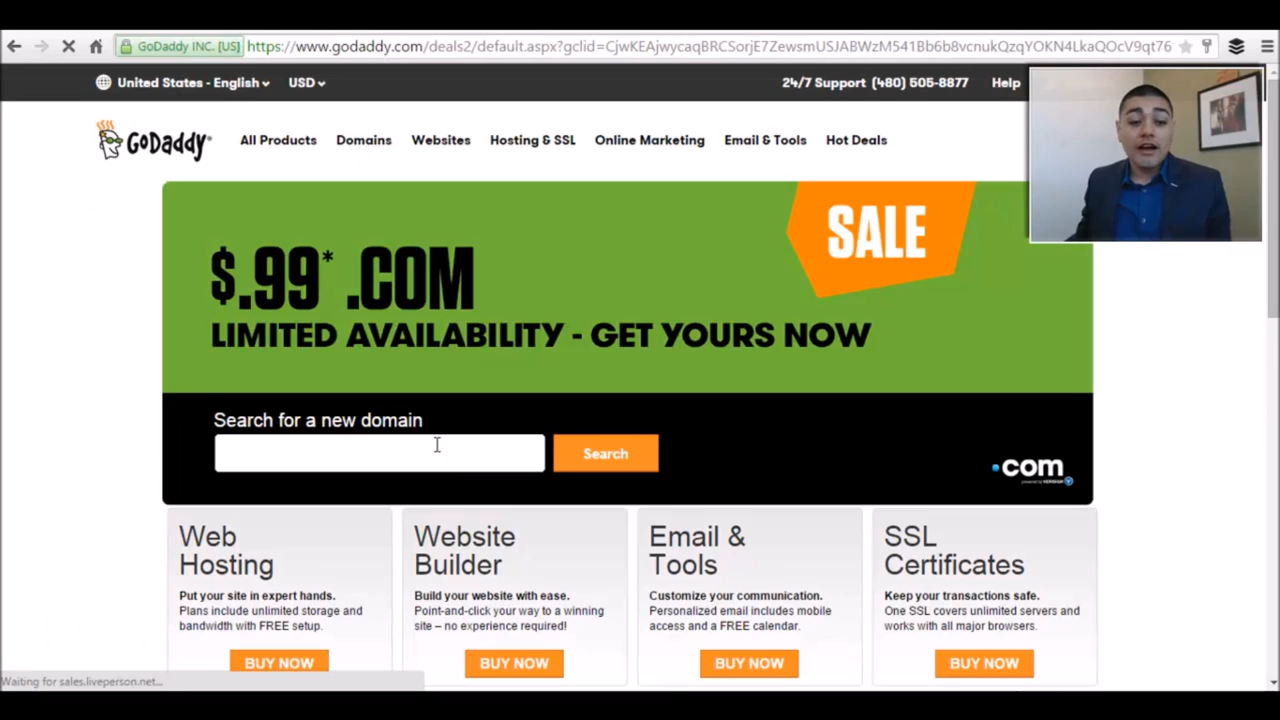 GoDaddy INC. [US]
https://www.godaddy.com/deals2/default.aspx?gclid=CjwKEAjwycaqBRCSorjE7ZewsmUSJABWzM541Bb6b8vcnukQzqYOKN4LkaQOcV9qt76
United States - English
USD
24/7 Support (480) 505-8877
Help
GoDaddy
All Products
Domains
Websites
Hosting & SSL
Online Marketing
Email & Tools
Hot Deals
SALE
$.99* .COM
LIMITED AVAILABILITY - GET YOURS NOW
Search for a new domain
Search
.com
powered by VERISIGN
Web
Hosting
Put your site in expert hands.
Plans include unlimited storage and
bandwidth with FREE setup.
BUY NOW
Website
Builder
Build your website with ease.
Point-and-click your way to a winning
site – no experience required!
BUY NOW
Email &
Tools
Customize your communication.
Personalized email includes mobile
access and a FREE calendar.
BUY NOW
SSL
Certificates
Keep your transactions safe.
One SSL covers unlimited servers and
works with all major browsers.
BUY NOW
Waiting for sales.liveperson.net...